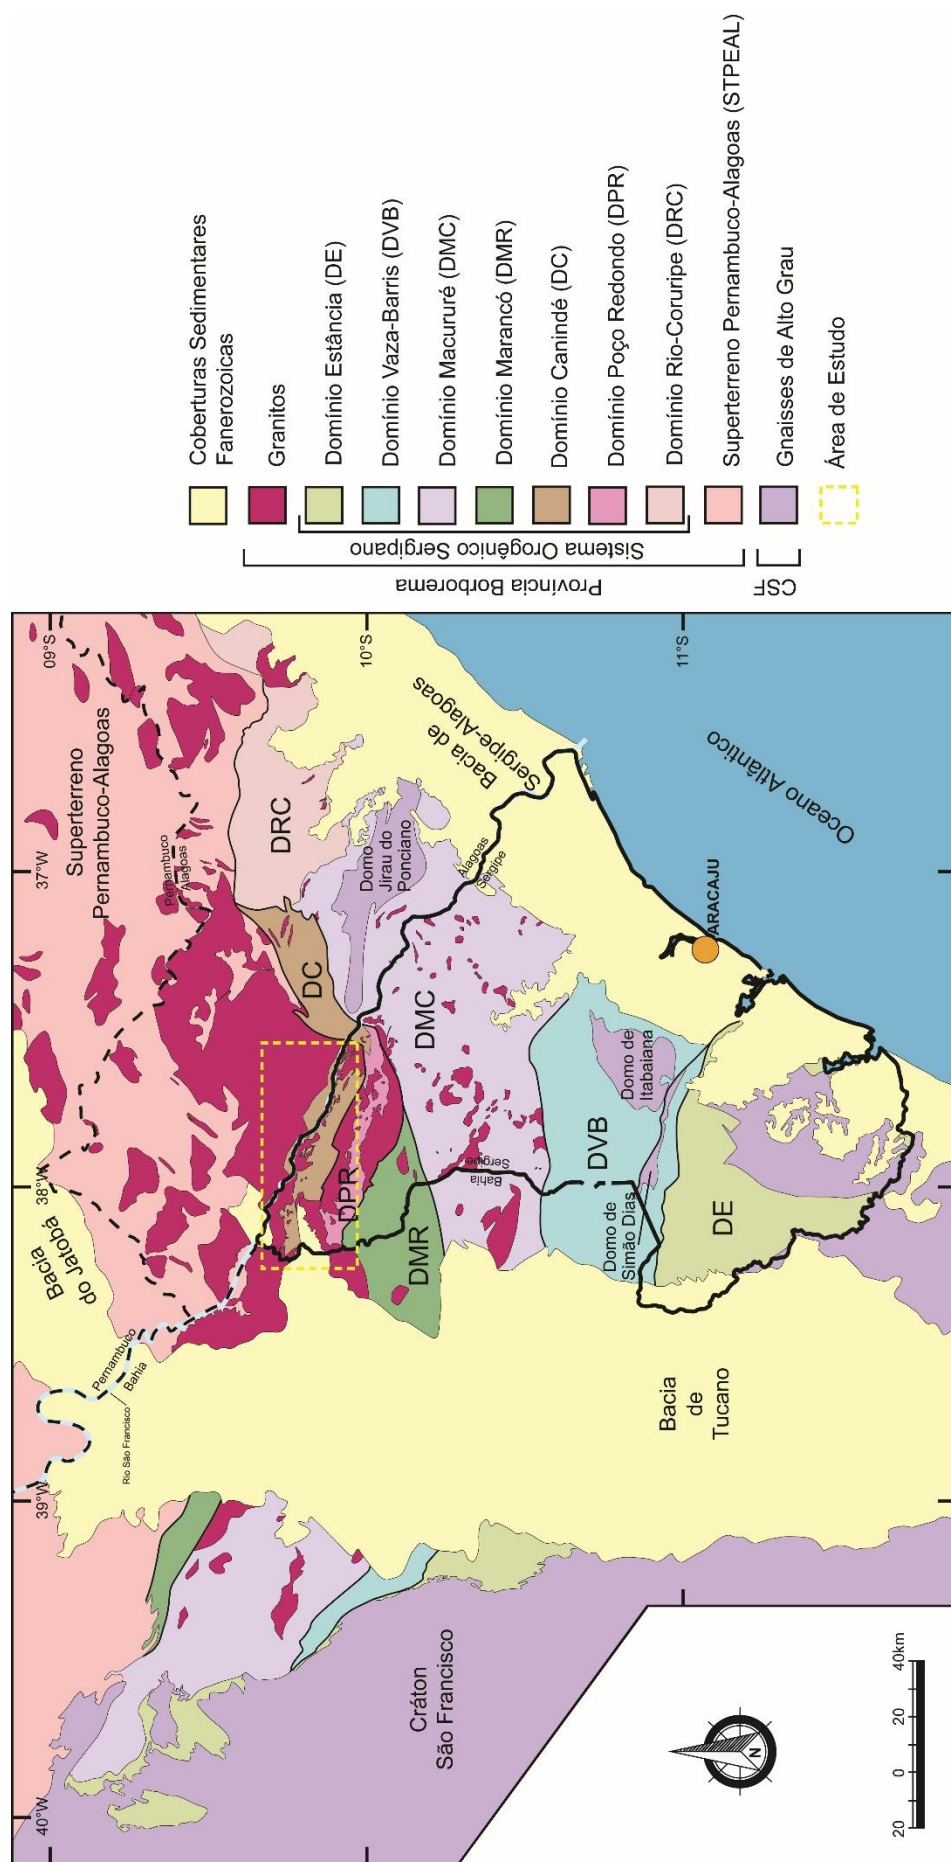 40°W
39°W
38°W
37°W
09°S
10°S
11°S
Bacia
do Jatobá
Superterreno
Pernambuco-Alagoas
Pernambuco
Alagoas
Pernambuco
Bahia
Rio São Francisco
DRC
DC
DPR
DMR
DMC
Domo
Jirau do
Ponciano
Alagoas
Sergipe
Bacia de
Sergipe-Alagoas
Bahia
Sergipe
DVB
Domo de
Itabaiana
Domo de
Simão Dias
DE
ARACAJU
Oceano Atlântico
Bacia
de
Tucano
Cráton
São Francisco
N
20 0 20 40km
Coberturas Sedimentares
Fanerozoicas
Granitos
Domínio Estância (DE)
Domínio Vaza-Barris (DVB)
Domínio Macururé (DMC)
Domínio Marancó (DMR)
Domínio Canindé (DC)
Domínio Poço Redondo (DPR)
Domínio Rio-Coruripe (DRC)
Superterreno Pernambuco-Alagoas (STPEAL)
Gnaisses de Alto Grau
Área de Estudo
Sistema Orogênico Sergipano
Província Borborema
CSF